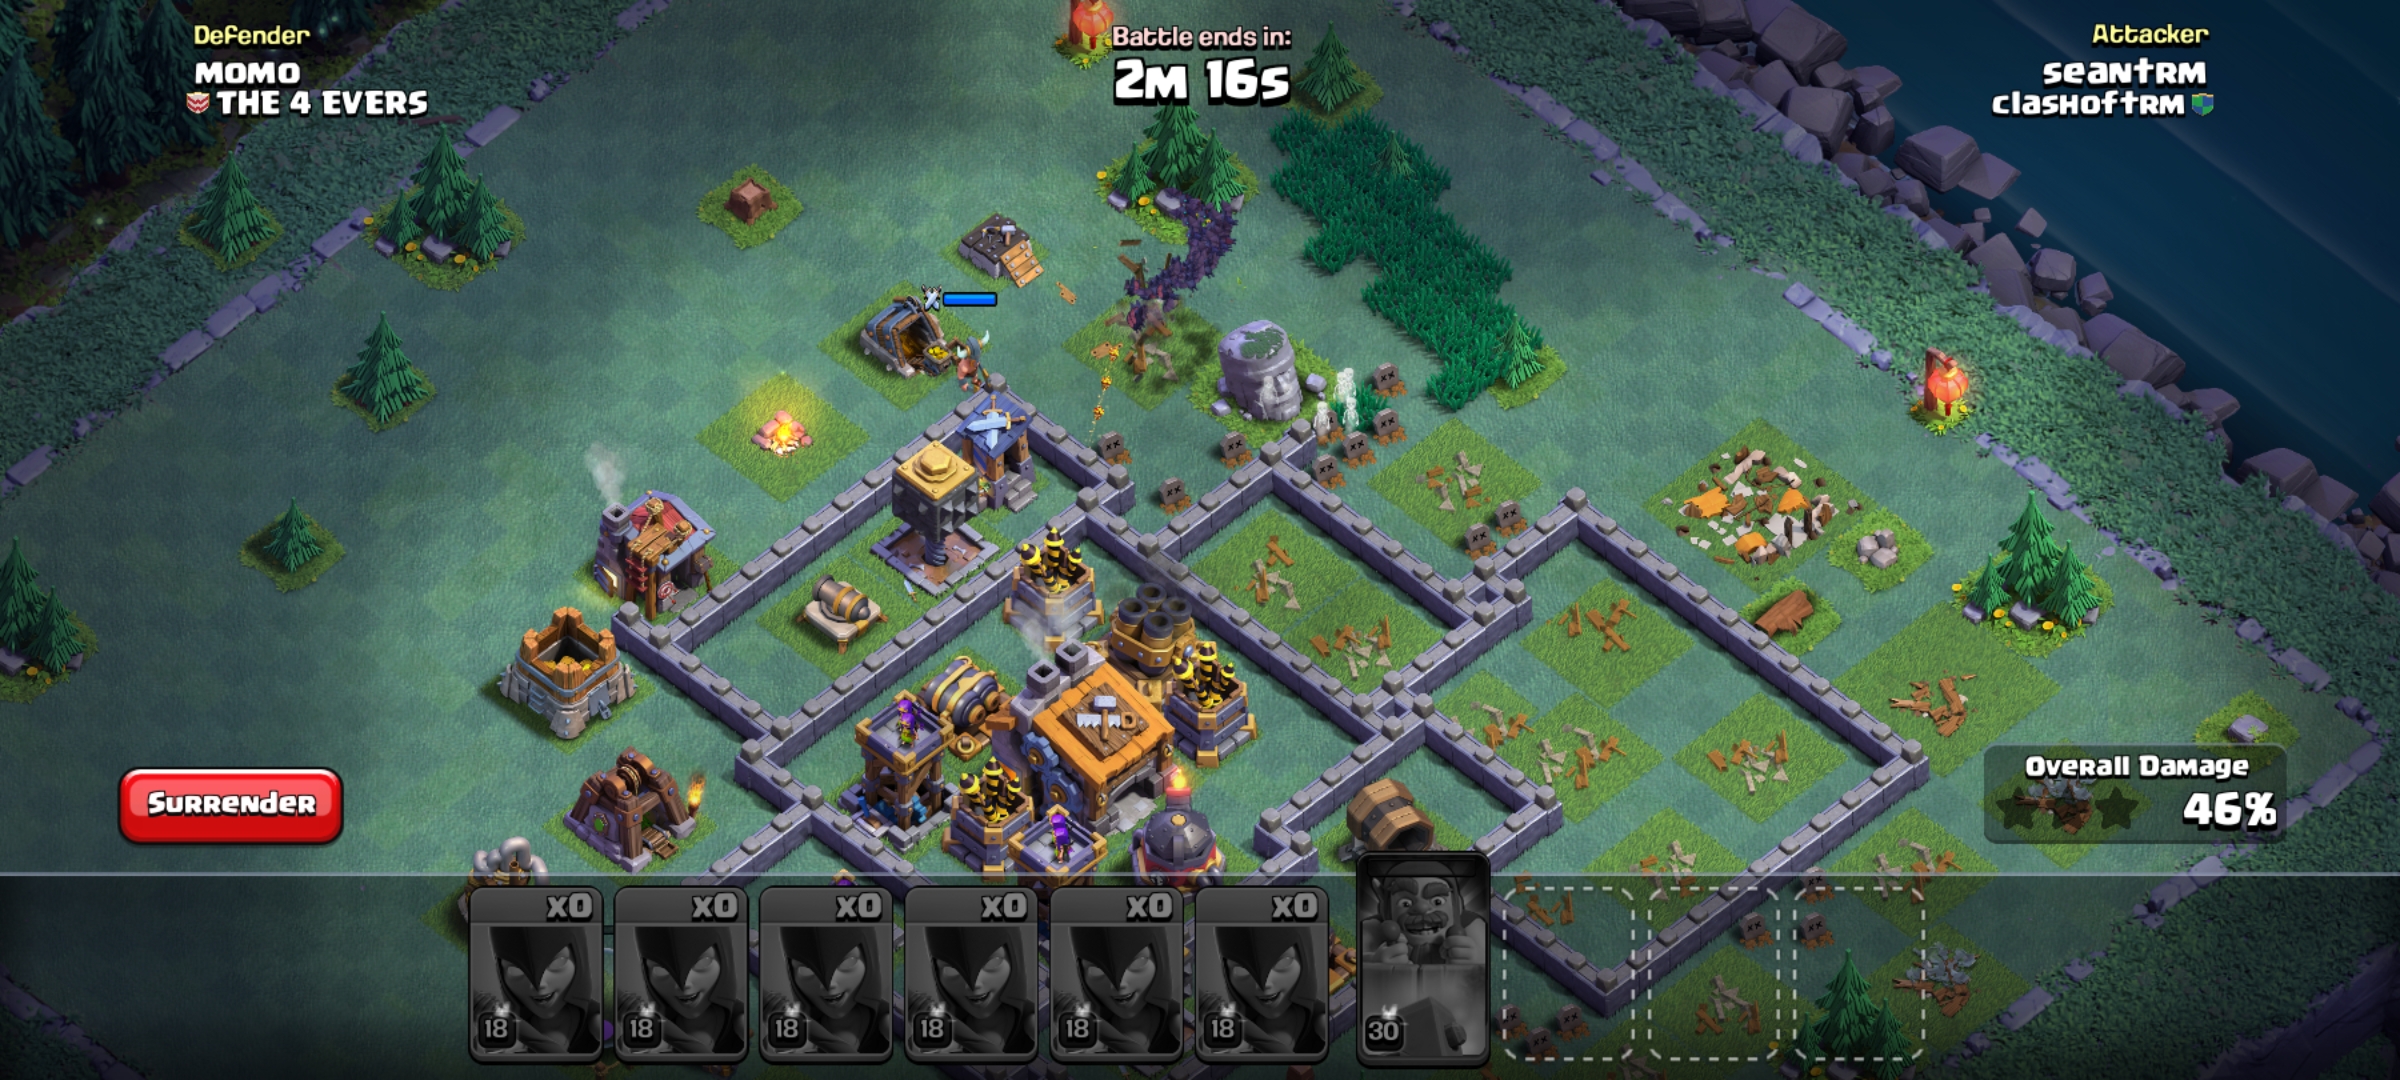 Defender
MOMO
THE 4 EVERS
Battle ends in:
2M 16S
Attacker
seantRM
clashoftRM
Surrender
Overall Damage
46%
x0 x0 x0 x0 x0 x0
18 18 18 18 18 18 30